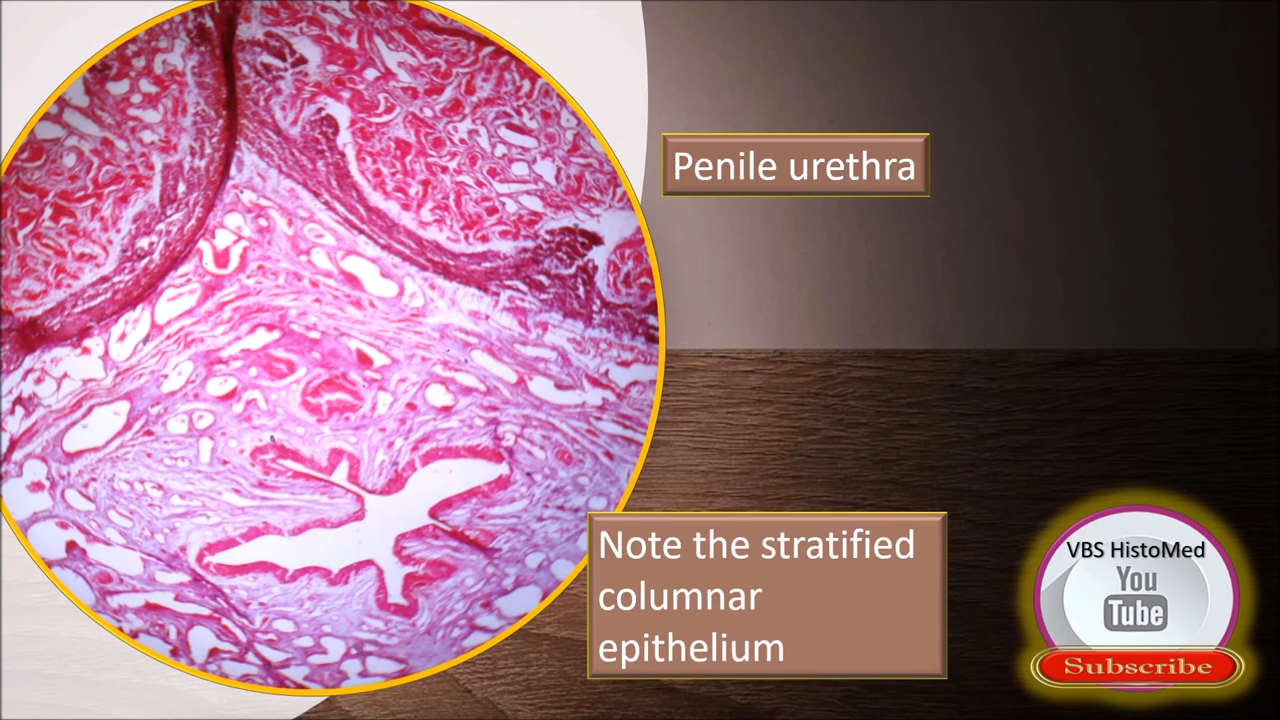 Penile urethra
Note the stratified
columnar
epithelium
VBS HistoMed
You
Tube
Subscribe